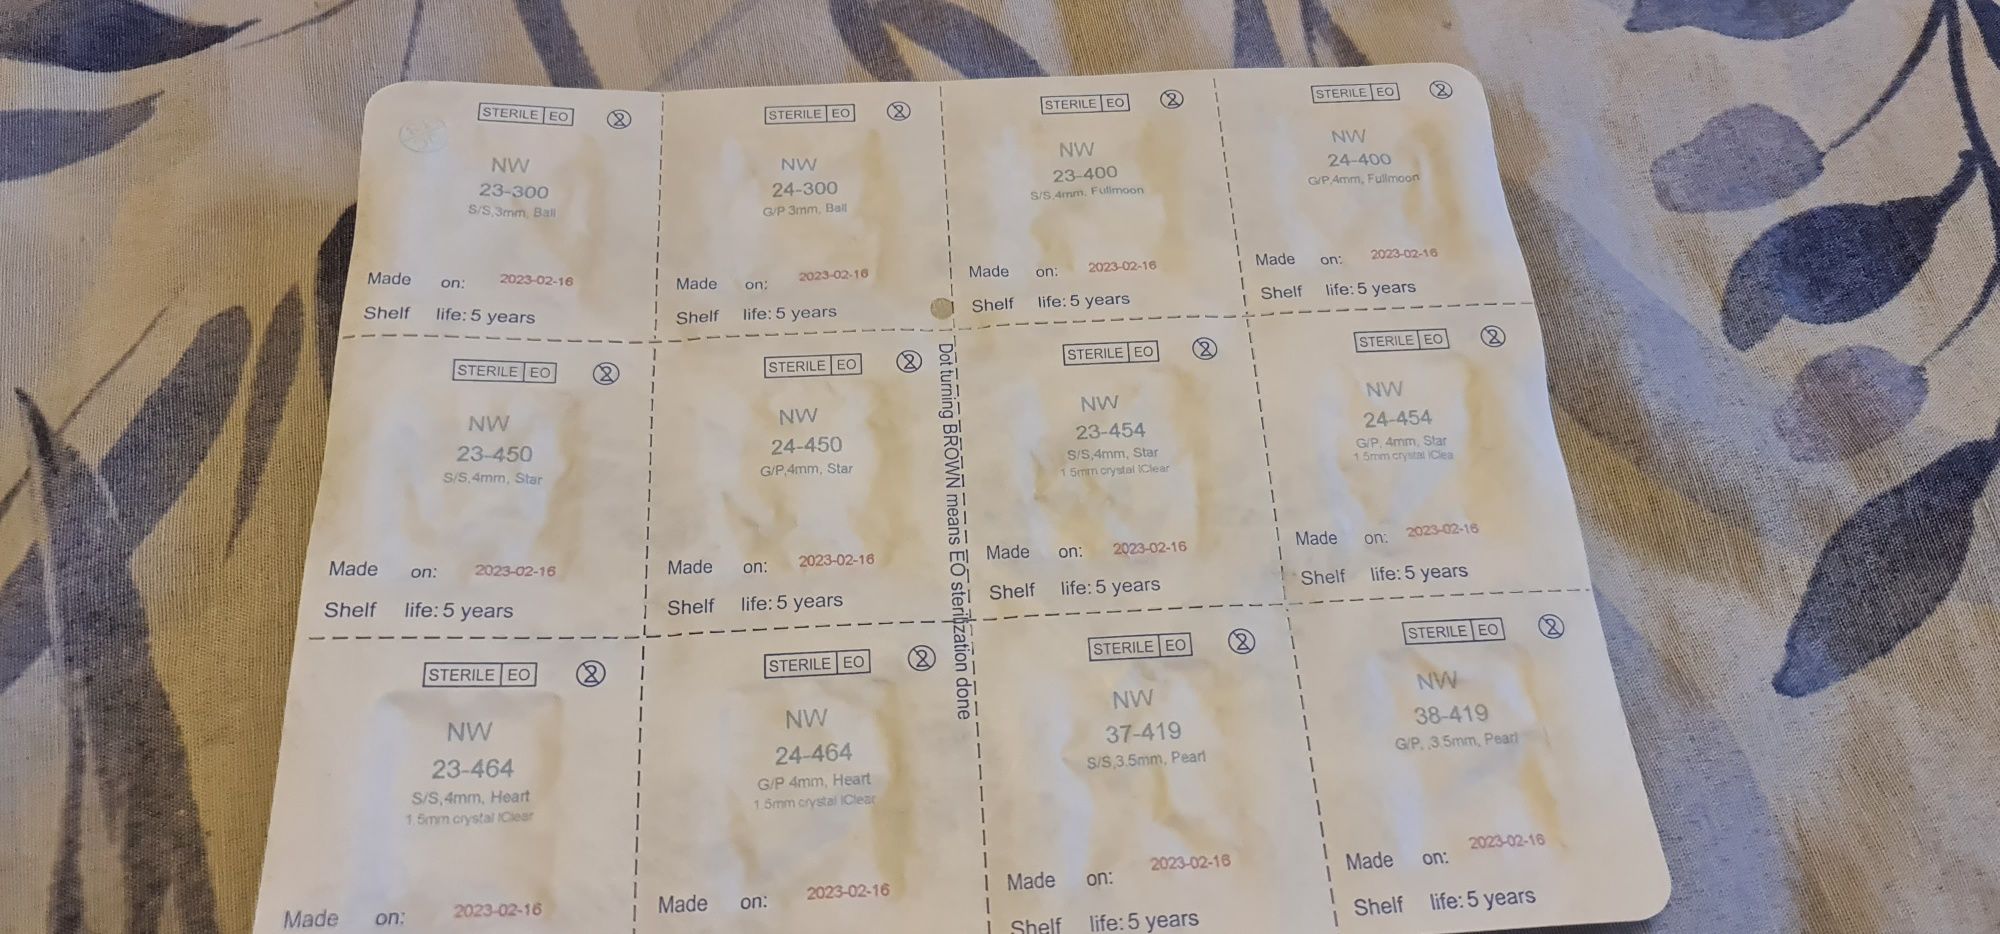 STERILE EO
NW
23-300
S/S,3mm, Ball
Made on: 2023-02-16
Shelf life: 5 years
STERILE EO
NW
24-300
G/P 3mm, Ball
Made on: 2023-02-16
Shelf life: 5 years
STERILE EO
NW
23-400
S/S,4mm, Fullmoon
Made on: 2023-02-16
Shelf life: 5 years
STERILE EO
NW
24-400
G/P,4mm, Fullmoon
Made on: 2023-02-16
Shelf life: 5 years
Dot turning BROWN means EO sterilization done
STERILE EO
NW
23-450
S/S,4mm, Star
Made on: 2023-02-16
Shelf life: 5 years
STERILE EO
NW
24-450
G/P,4mm, Star
Made on: 2023-02-16
Shelf life: 5 years
STERILE EO
NW
23-454
S/S,4mm, Star
1.5mm crystal lClear
Made on: 2023-02-16
Shelf life: 5 years
STERILE EO
NW
24-454
G/P, 4mm, Star
1.5mm crystal lClea
Made on: 2023-02-16
Shelf life: 5 years
STERILE EO
NW
23-464
S/S,4mm, Heart
1.5mm crystal lClear
Made on: 2023-02-16
STERILE EO
NW
24-464
G/P 4mm, Heart
1.5mm crystal lClear
Made on: 2023-02-16
STERILE EO
NW
37-419
S/S,3.5mm, Pearl
Made on: 2023-02-16
Shelf life: 5 years
STERILE EO
NW
38-419
G/P, .3.5mm, Pearl
Made on: 2023-02-16
Shelf life: 5 years